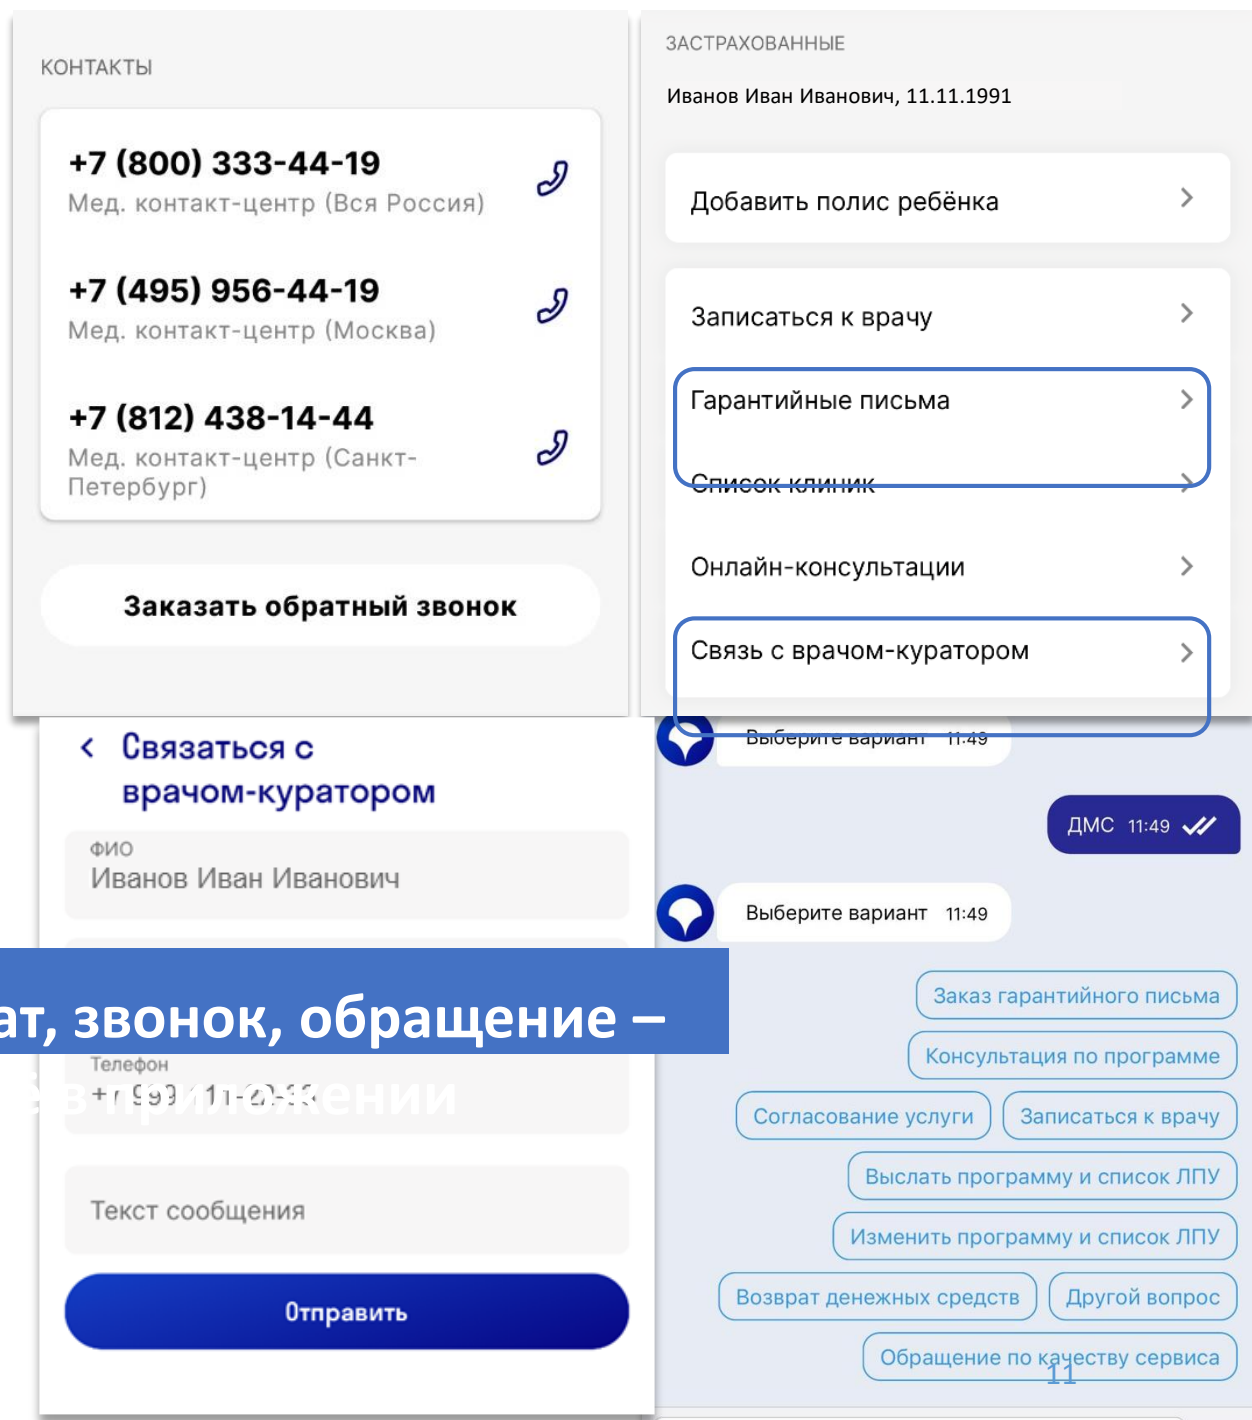 КОНТАКТЫ
+7 (800) 333-44-19
Мед. контакт-центр (Вся Россия)
+7 (495) 956-44-19
Мед. контакт-центр (Москва)
+7 (812) 438-14-44
Мед. контакт-центр (Санкт-
Петербург)
Заказать обратный звонок
ЗАСТРАХОВАННЫЕ
Иванов Иван Иванович, 11.11.1991
Добавить полис ребёнка
Записаться к врачу
Гарантийные письма
Список клиник
Онлайн-консультации
Связь с врачом-куратором
Связаться с
врачом-куратором
ФИО
Иванов Иван Иванович
ат, звонок, обращение –
в приложении
Телефон
+7 999
Текст сообщения
Отправить
Выберите вариант 11:49
ДМС 11:49
Выберите вариант 11:49
Заказ гарантийного письма
Консультация по программе
Согласование услуги Записаться к врачу
Выслать программу и список ЛПУ
Изменить программу и список ЛПУ
Возврат денежных средств Другой вопрос
Обращение по качеству сервиса
11